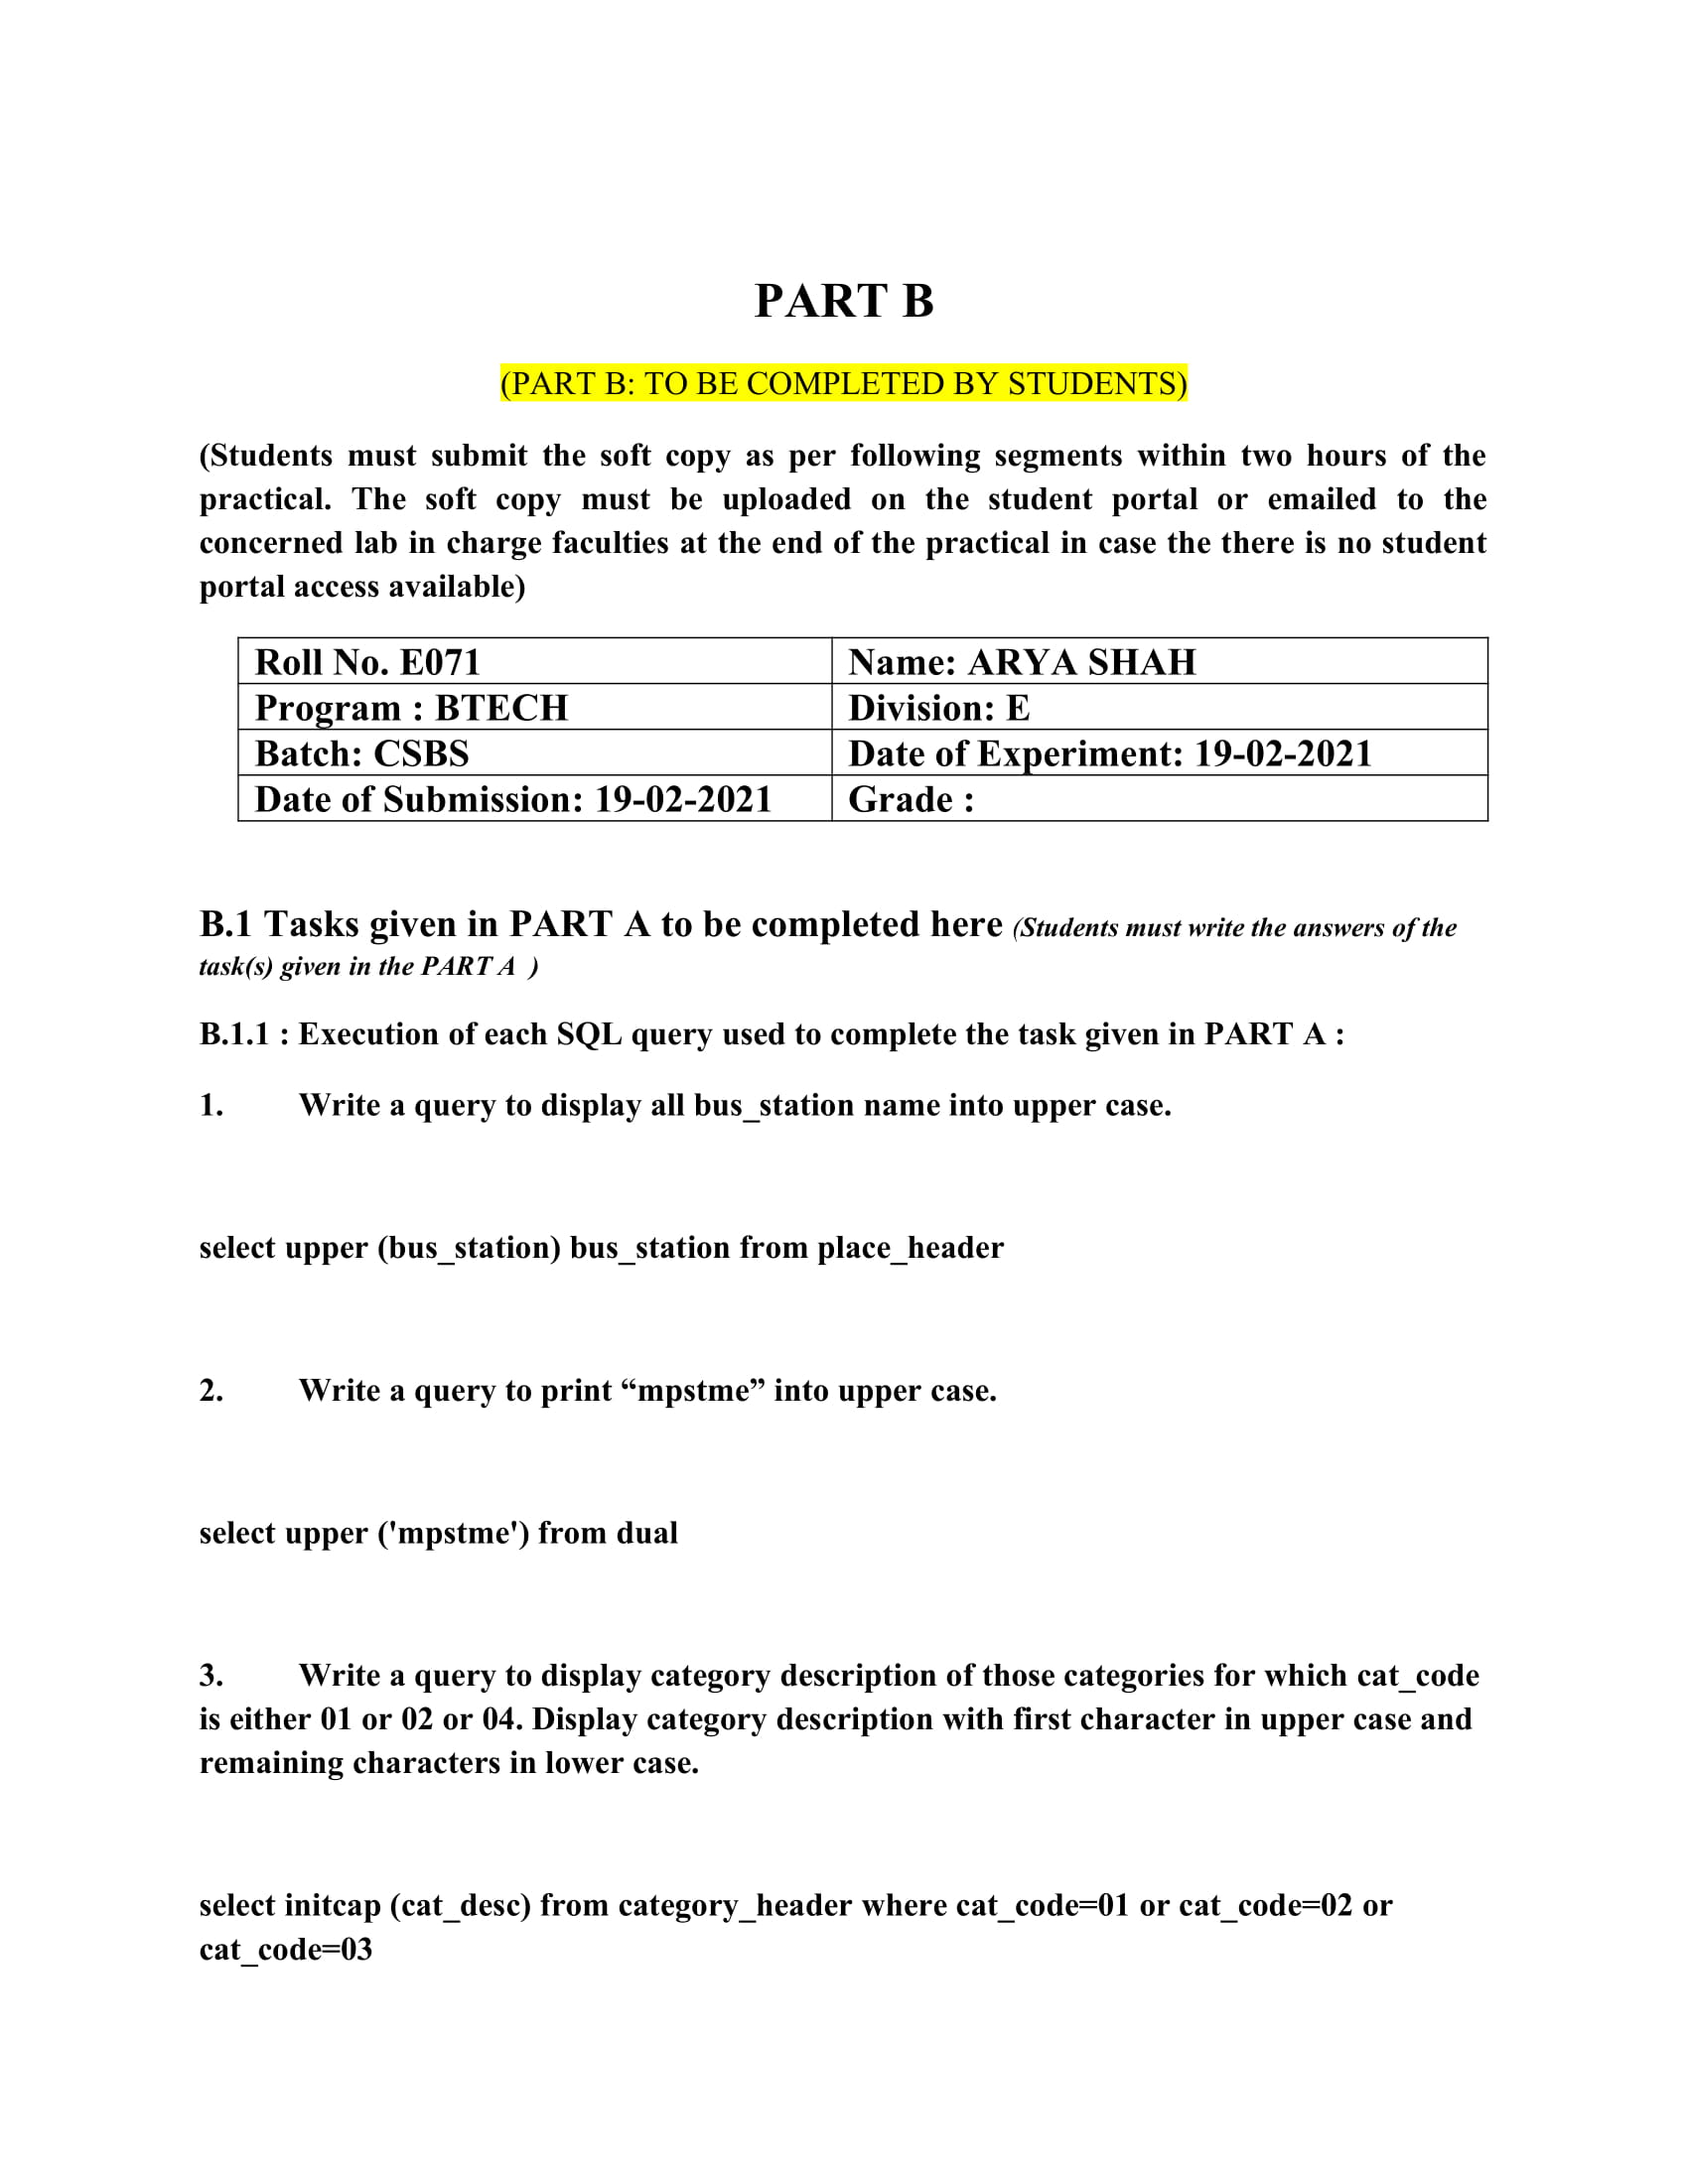 PART B
(PART B: TO BE COMPLETED BY STUDENTS)
(Students must submit the soft copy as per following segments within two hours of the
practical. The soft copy must be uploaded on the student portal or emailed to the
concerned lab in charge faculties at the end of the practical in case the there is no student
portal access available)
Roll No. E071 Name: ARYA SHAH
Program : BTECH Division: E
Batch: CSBS Date of Experiment: 19-02-2021
Date of Submission: 19-02-2021 Grade :
B.1 Tasks given in PART A to be completed here (Students must write the answers of the
task(s) given in the PART A )
B.1.1 : Execution of each SQL query used to complete the task given in PART A :
1. Write a query to display all bus_station name into upper case.
select upper (bus_station) bus_station from place_header
2. Write a query to print “mpstme” into upper case.
select upper ('mpstme') from dual
3. Write a query to display category description of those categories for which cat_code
is either 01 or 02 or 04. Display category description with first character in upper case and
remaining characters in lower case.
select initcap (cat_desc) from category_header where cat_code=01 or cat_code=02 or
cat_code=03